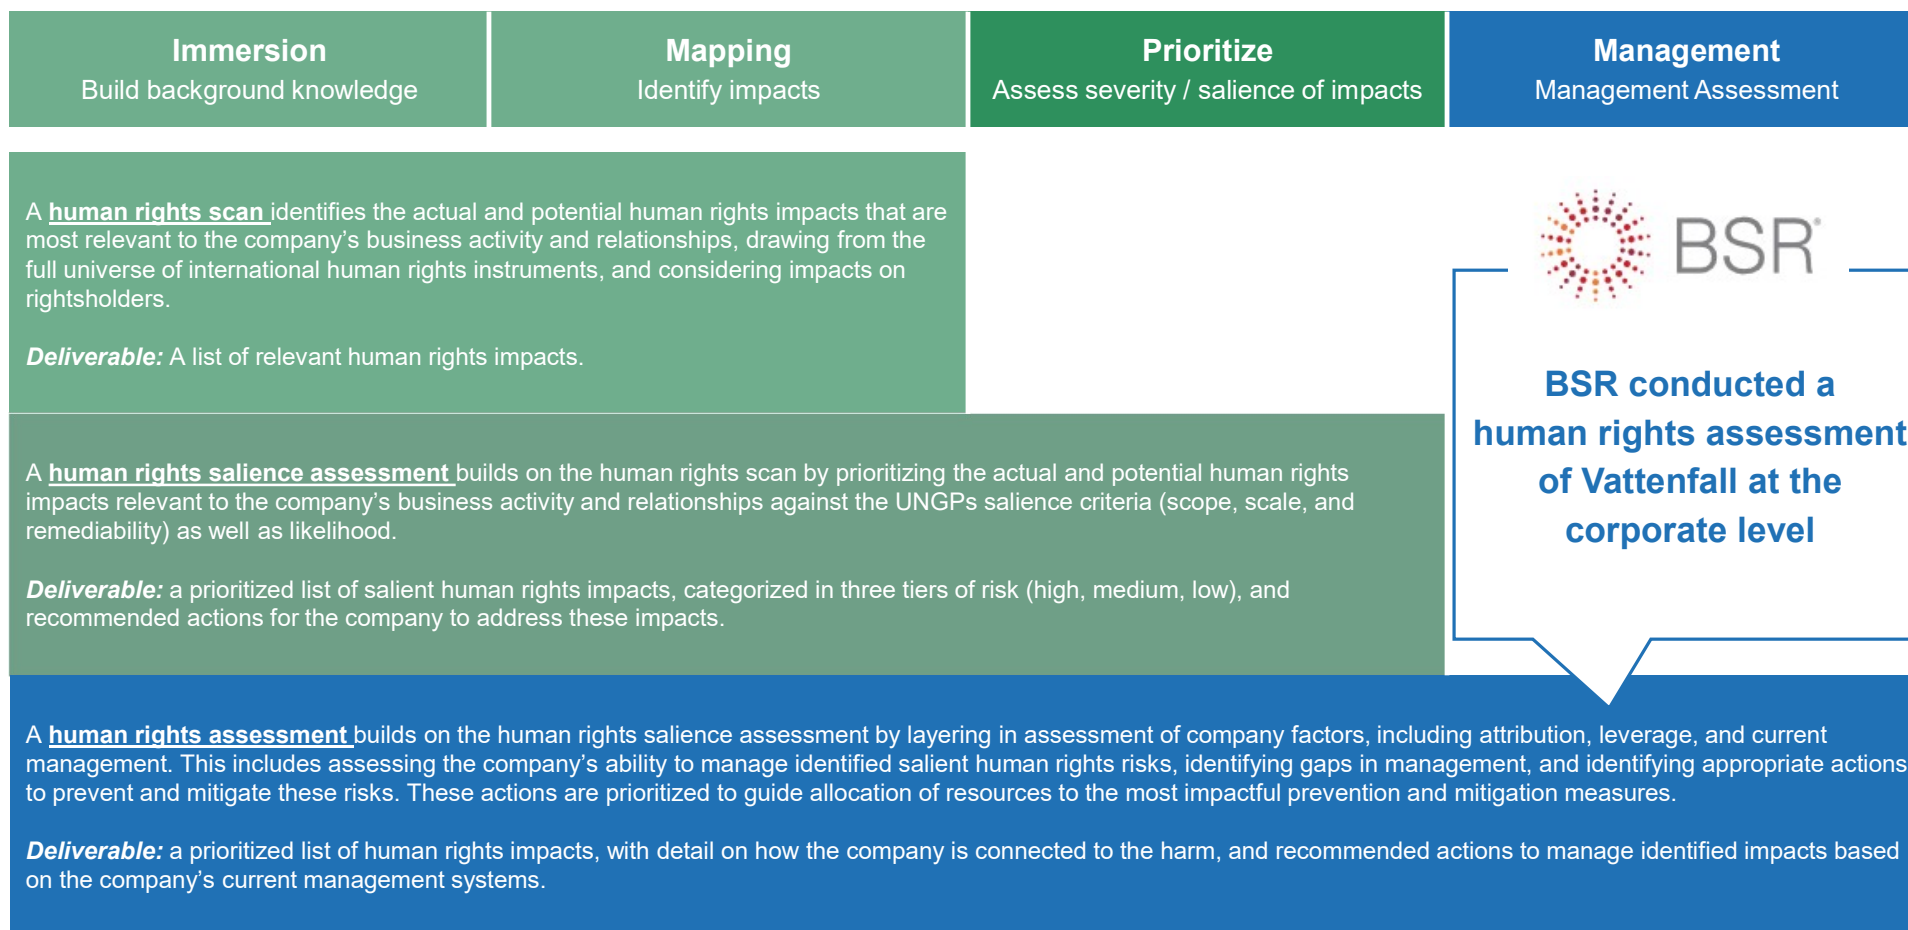 Immersion
Build background knowledge
Mapping
Identify impacts
Prioritize
Assess severity / salience of impacts
Management
Management Assessment
A human rights scan identifies the actual and potential human rights impacts that are
most relevant to the company’s business activity and relationships, drawing from the
full universe of international human rights instruments, and considering impacts on
rightsholders.
Deliverable: A list of relevant human rights impacts.
BSR®
BSR conducted a
human rights assessment
of Vattenfall at the
corporate level
A human rights salience assessment builds on the human rights scan by prioritizing the actual and potential human rights
impacts relevant to the company’s business activity and relationships against the UNGPs salience criteria (scope, scale, and
remediability) as well as likelihood.
Deliverable: a prioritized list of salient human rights impacts, categorized in three tiers of risk (high, medium, low), and
recommended actions for the company to address these impacts.
A human rights assessment builds on the human rights salience assessment by layering in assessment of company factors, including attribution, leverage, and current
management. This includes assessing the company’s ability to manage identified salient human rights risks, identifying gaps in management, and identifying appropriate actions
to prevent and mitigate these risks. These actions are prioritized to guide allocation of resources to the most impactful prevention and mitigation measures.
Deliverable: a prioritized list of human rights impacts, with detail on how the company is connected to the harm, and recommended actions to manage identified impacts based
on the company’s current management systems.